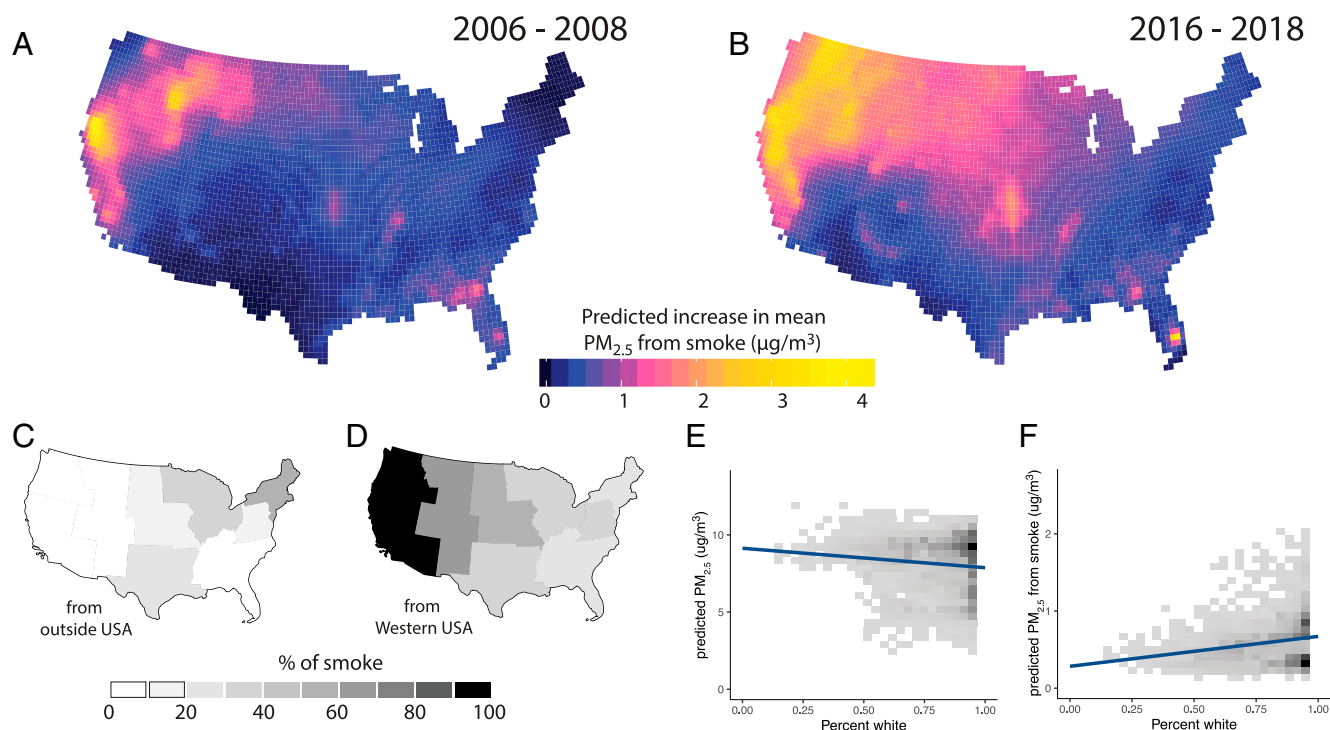 A
2006 - 2008
B
2016 - 2018
Predicted increase in mean
PM2.5 from smoke (µg/m3)
0 1 2 3 4
C
from
outside USA
D
from
Western USA
% of smoke
0 20 40 60 80 100
E
predicted PM2.5 (ug/m3)
10
5
0
0.00 0.25 0.50 0.75 1.00
Percent white
F
predicted PM2.5 from smoke (ug/m3)
2
2.1
0
0.00 0.25 0.50 0.75 1.00
Percent white